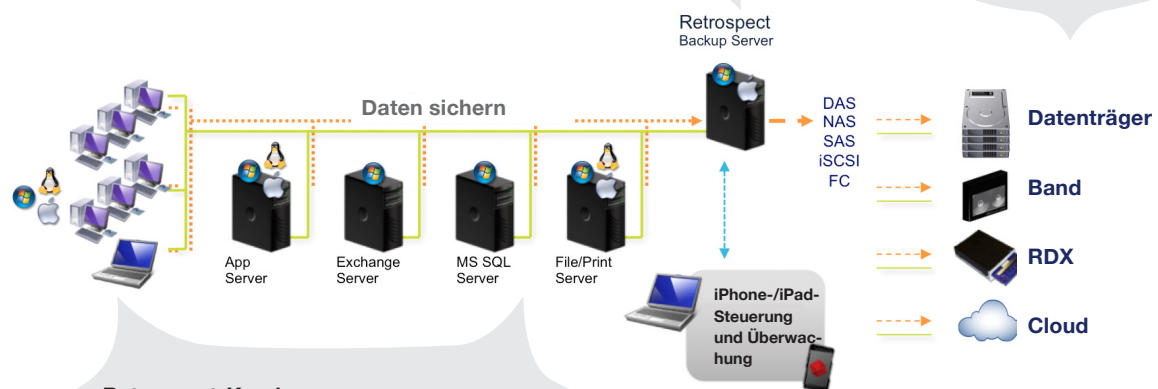 Retrospect
Backup Server
Daten sichern
DAS
NAS
SAS
iSCSI
FC
Datenträger
Band
RDX
Cloud
App
Server
Exchange
Server
MS SQL
Server
File/Print
Server
iPhone-/iPad-
Steuerung
und Überwac-
hung